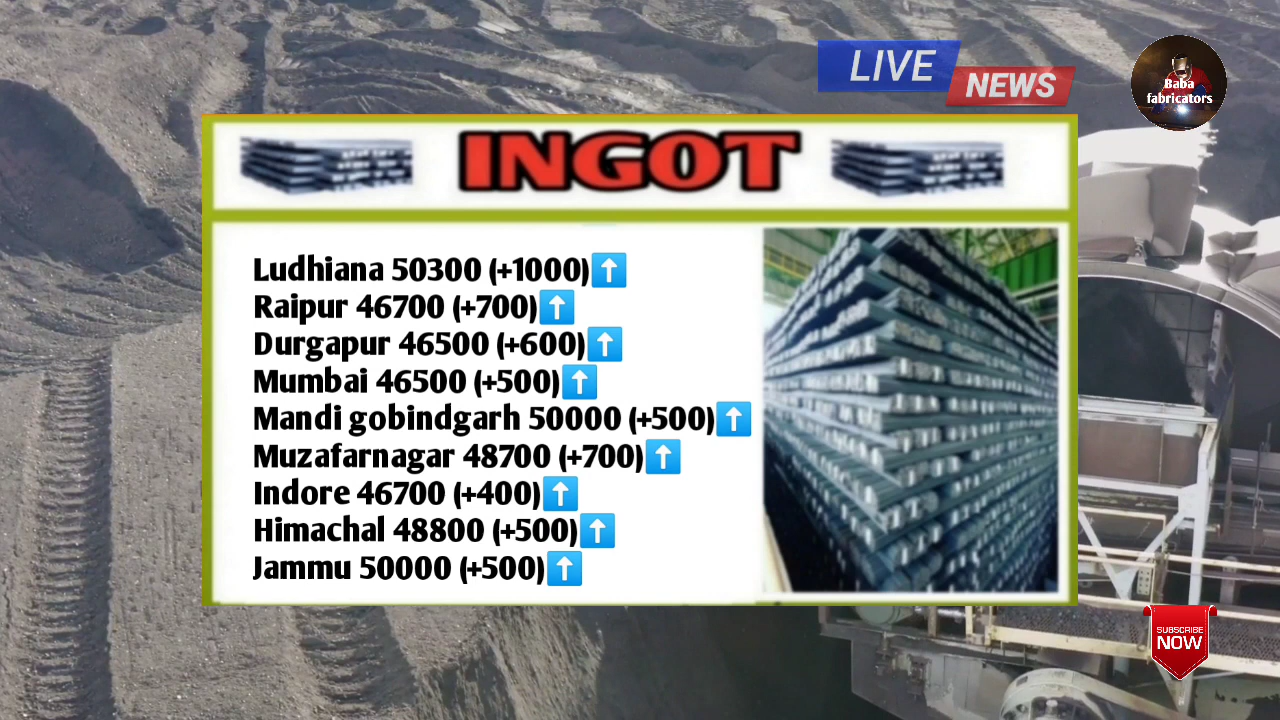 LIVE
NEWS
Baba
fabricators
INGOT
Ludhiana 50300 (+1000)⬆️
Raipur 46700 (+700)⬆️
Durgapur 46500 (+600)⬆️
Mumbai 46500 (+500)⬆️
Mandi gobindgarh 50000 (+500)⬆️
Muzafarnagar 48700 (+700)⬆️
Indore 46700 (+400)⬆️
Himachal 48800 (+500)⬆️
Jammu 50000 (+500)⬆️
SUBSCRIBE
NOW